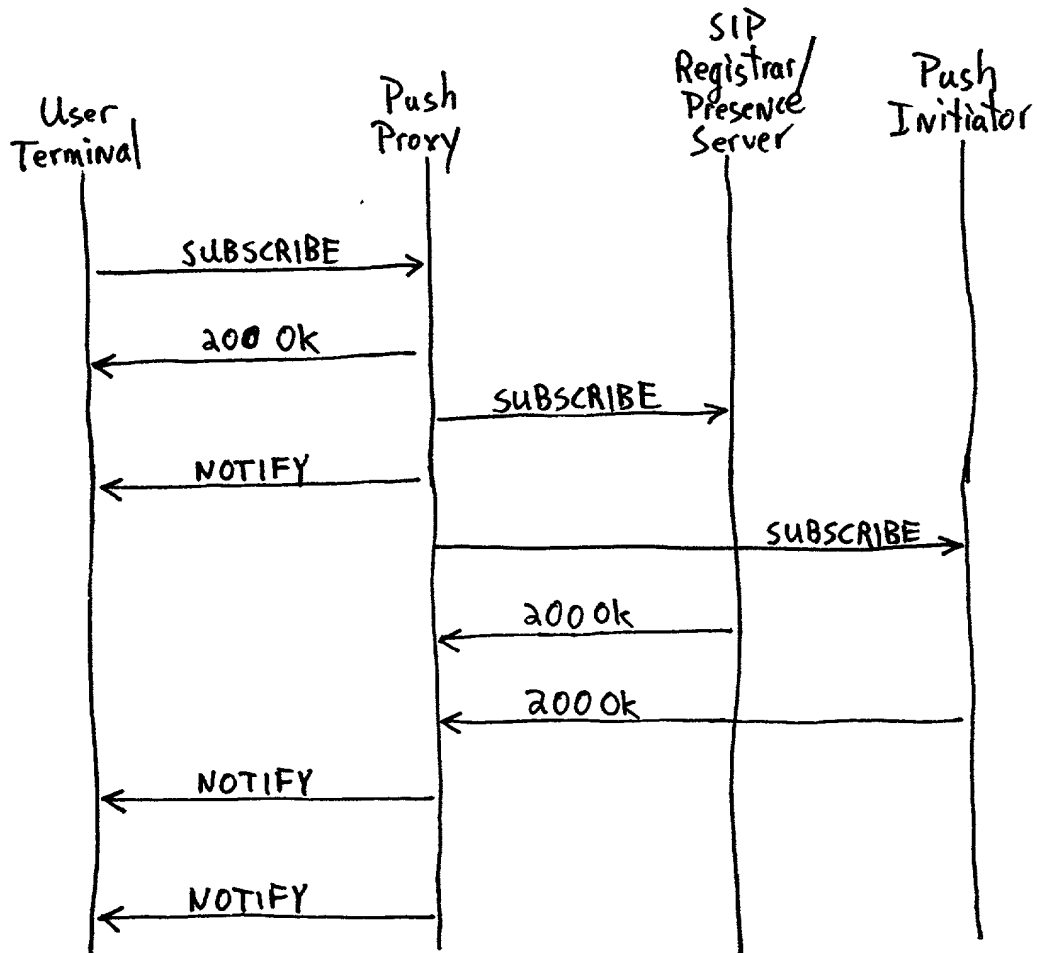 User
Terminal
Push
Proxy
SIP
Registrar/
Presence
Server
Push
Initiator
SUBSCRIBE
200 Ok
SUBSCRIBE
NOTIFY
SUBSCRIBE
200 Ok
200 Ok
NOTIFY
NOTIFY